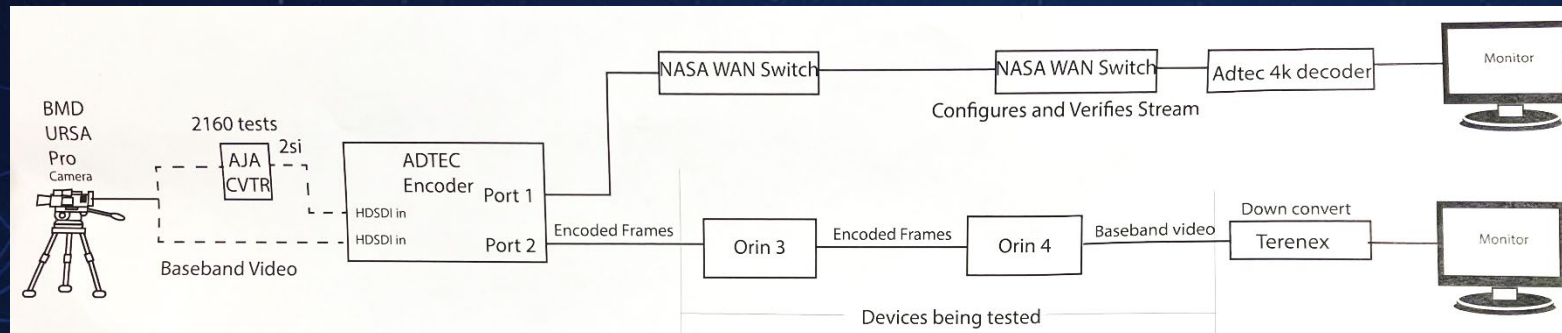 BMD
URSA
Pro
Camera
2160 tests
AJA
CVTR
2si
ADTEC
Encoder
Port 1
HDSDI in
HDSDI in
Port 2
Baseband Video
NASA WAN Switch
NASA WAN Switch
Configures and Verifies Stream
Adtec 4k decoder
Monitor
Encoded Frames
Orin 3
Encoded Frames
Orin 4
Baseband video
Down convert
Terenex
Monitor
Devices being tested